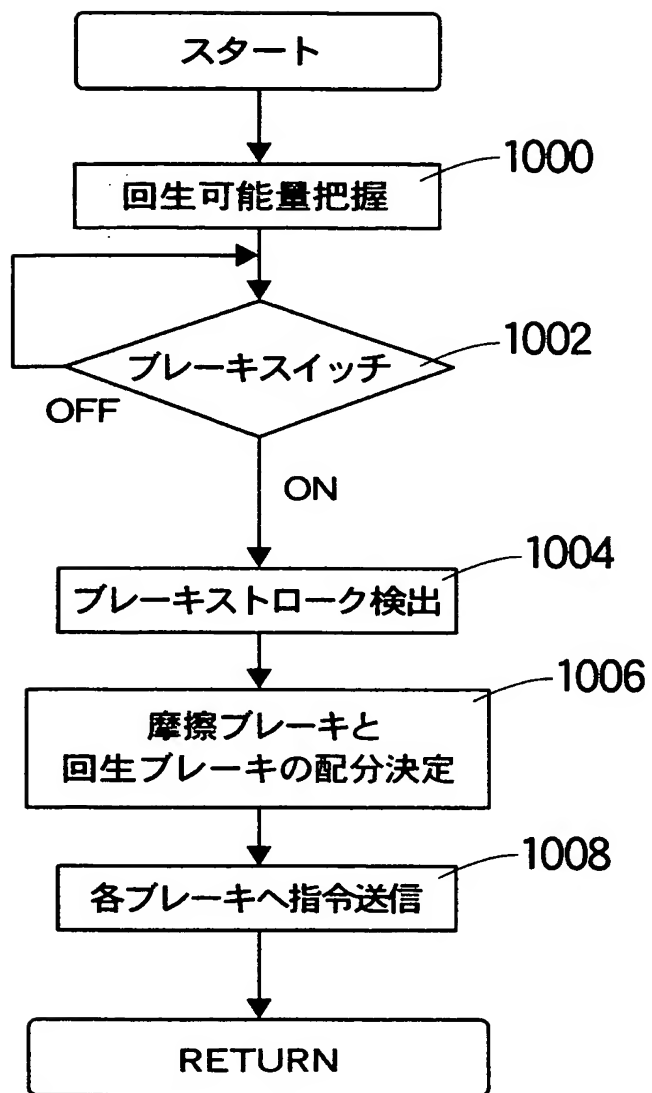 スタート
1000
回生可能量把握
1002
ブレーキスイッチ
OFF
ON
1004
ブレーキストローク検出
1006
摩擦ブレーキと
回生ブレーキの配分決定
1008
各ブレーキへ指令送信
RETURN